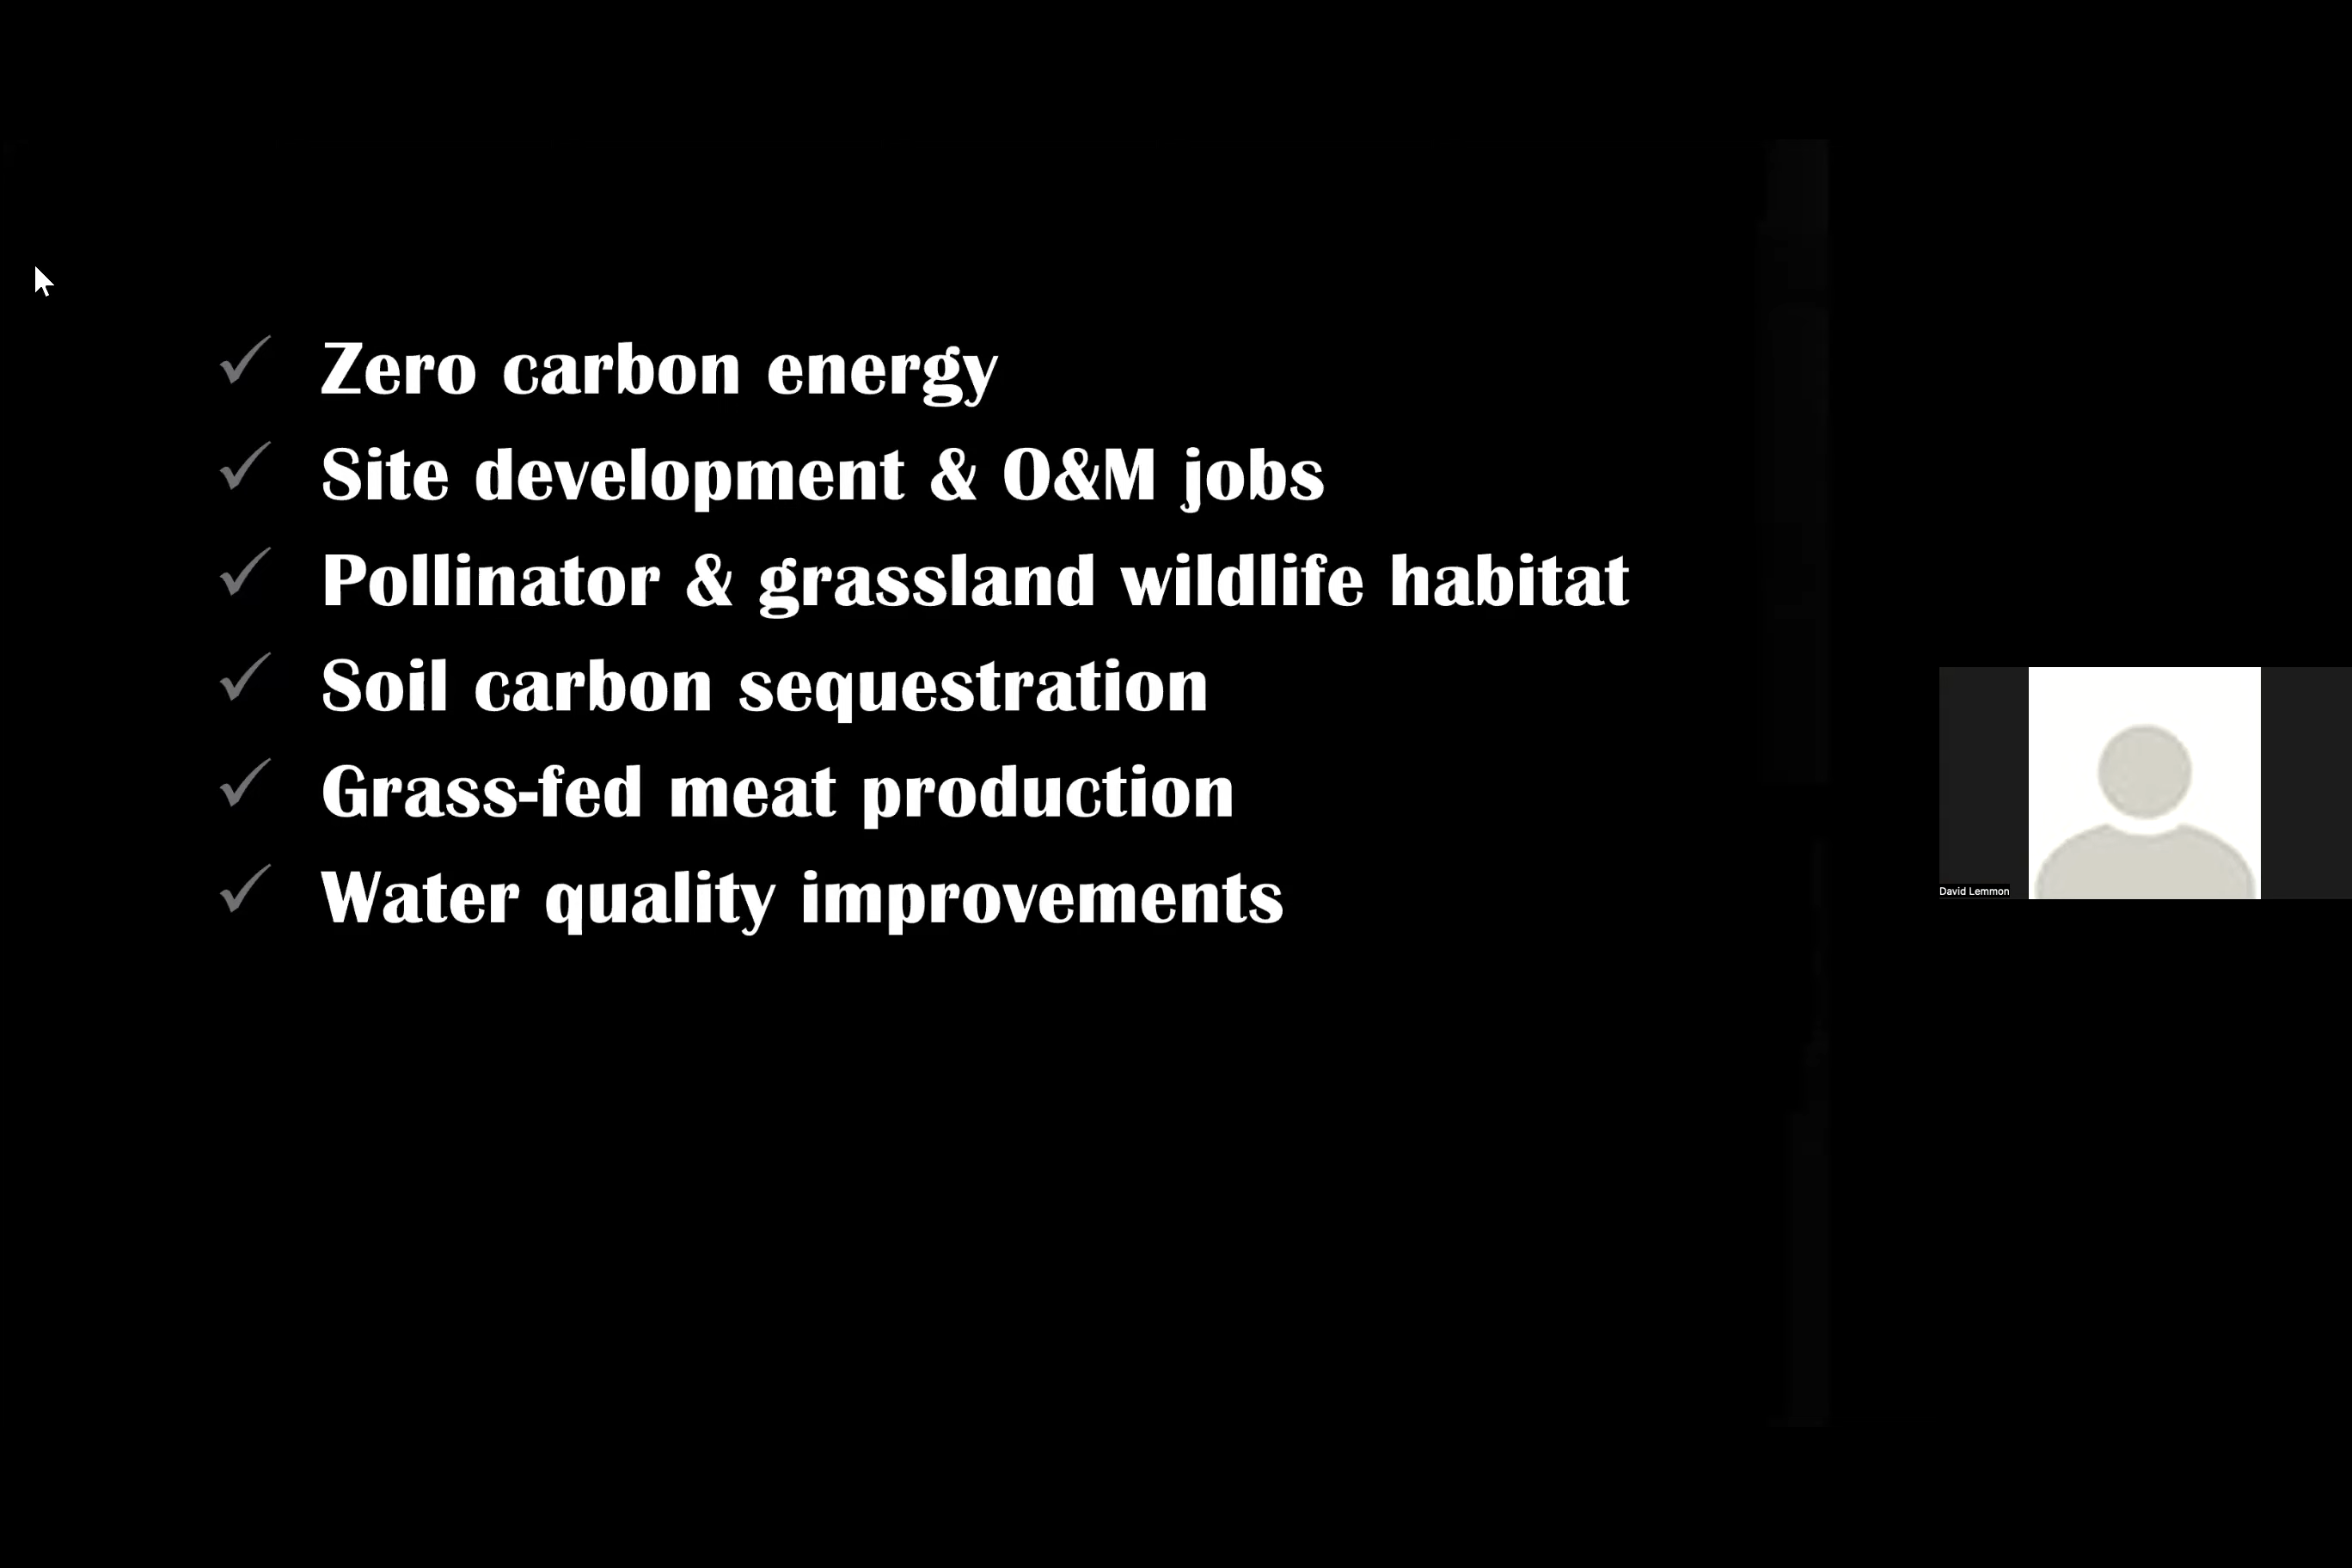 Zero carbon energy
Site development & O&M jobs
Pollinator & grassland wildlife habitat
Soil carbon sequestration
Grass-fed meat production
Water quality improvements
David Lemmon